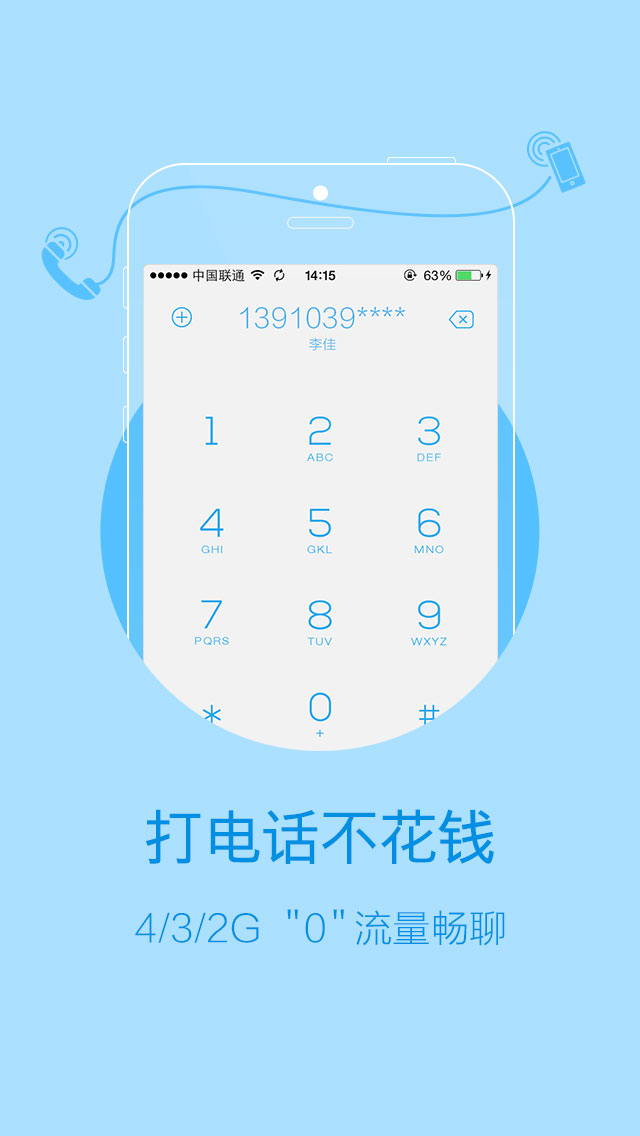 中国联通 14:15 63%
1391039****
李佳
1 2 3
ABC DEF
4 5 6
GHI GKL MNO
7 8 9
PQRS TUV WXYZ
* 0 #
+
打电话不花钱
4/3/2G "0"流量畅聊